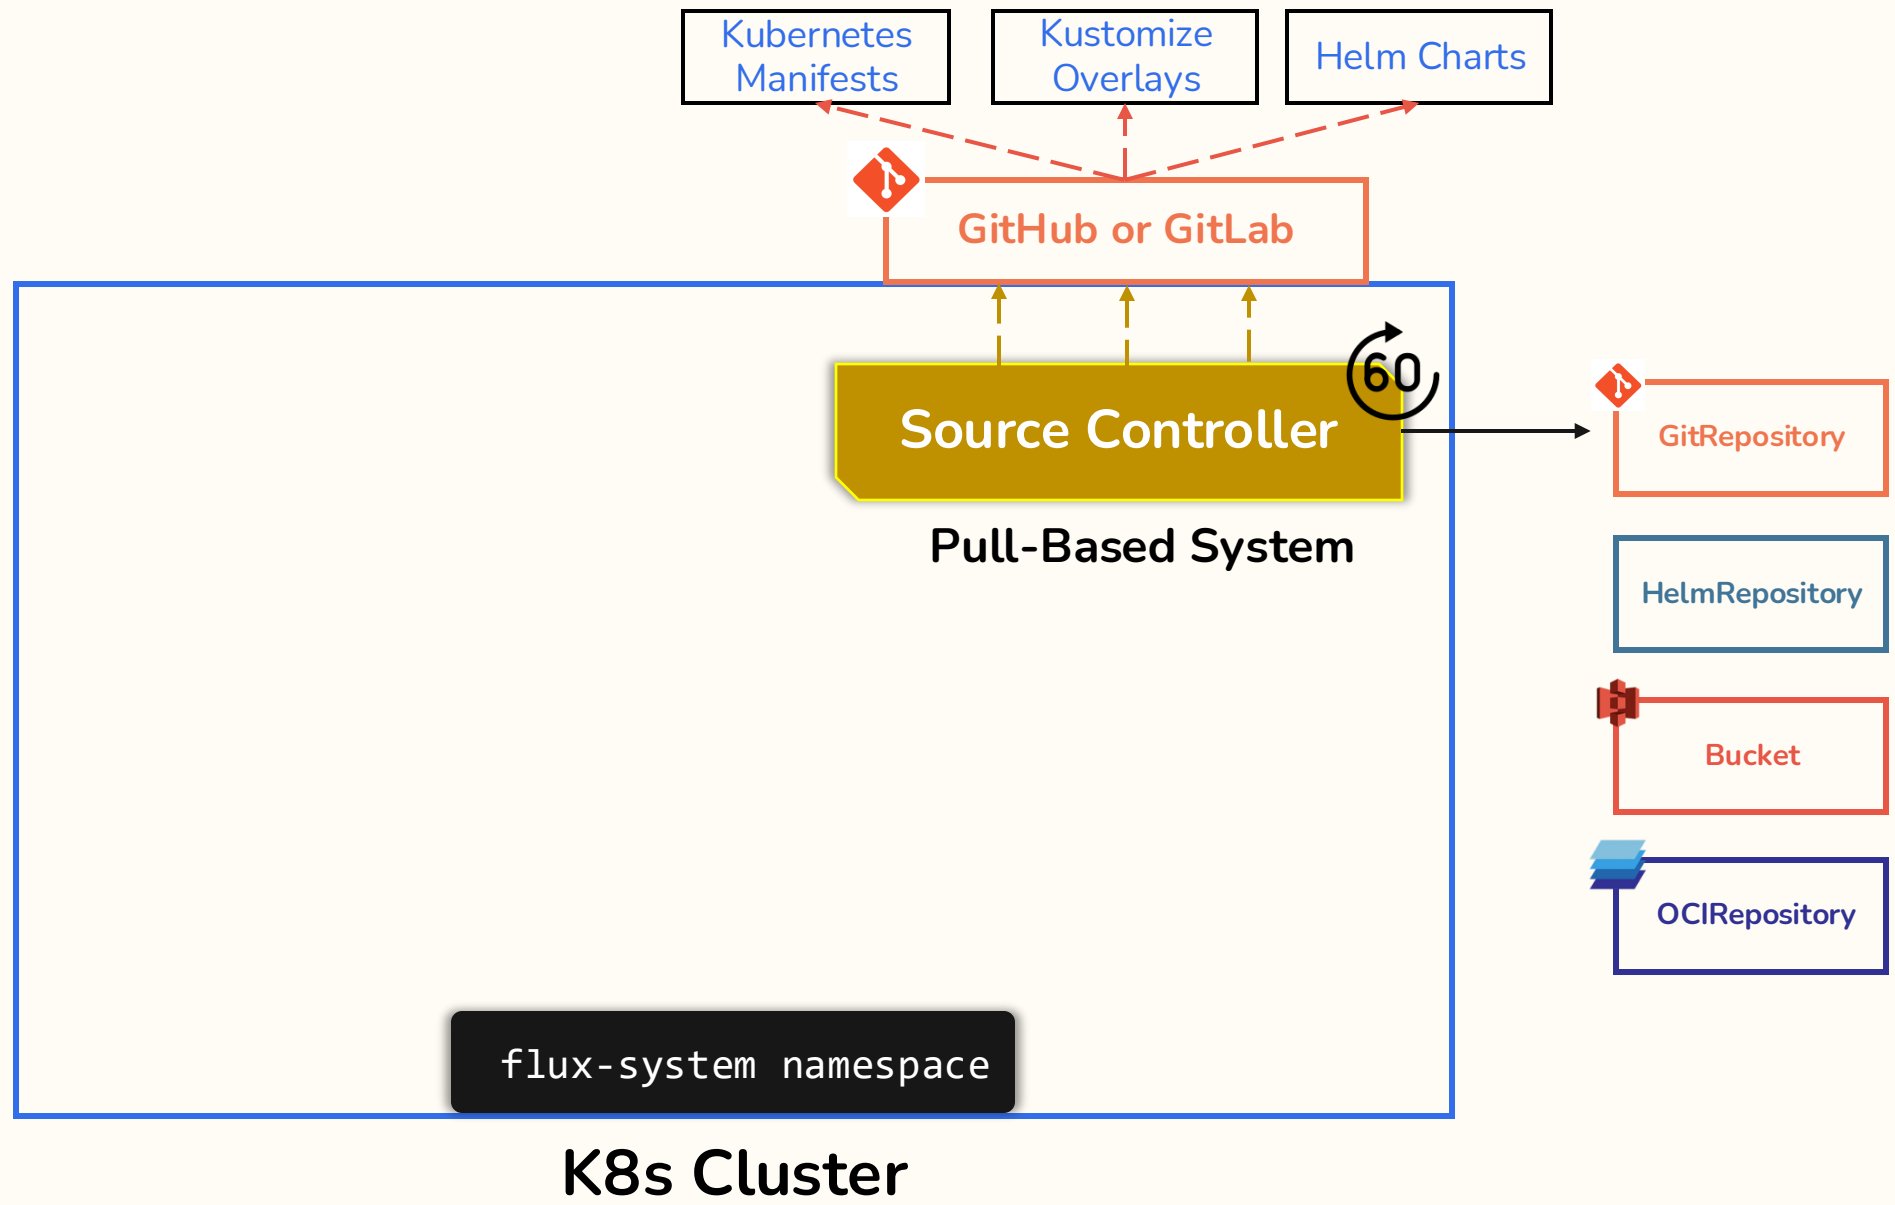 Kubernetes
Manifests
Kustomize
Overlays
Helm Charts
GitHub or GitLab
60
Source Controller
Pull-Based System
GitRepository
HelmRepository
Bucket
OCIRepository
flux-system namespace
K8s Cluster